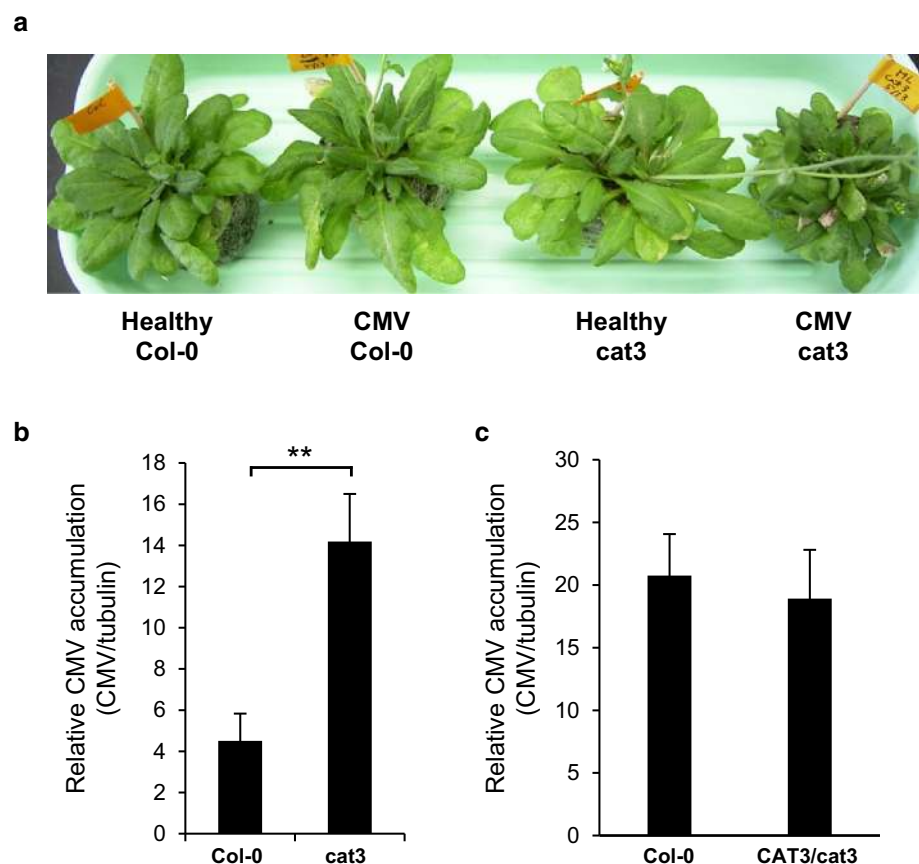 a
Healthy
Col-0
CMV
Col-0
Healthy
cat3
CMV
cat3
b
Relative CMV accumulation
(CMV/tubulin)
18
16
14
12
10
8
6
4
2
0
**
Col-0
cat3
c
Relative CMV accumulation
(CMV/tubulin)
30
25
20
15
10
5
0
Col-0
CAT3/cat3